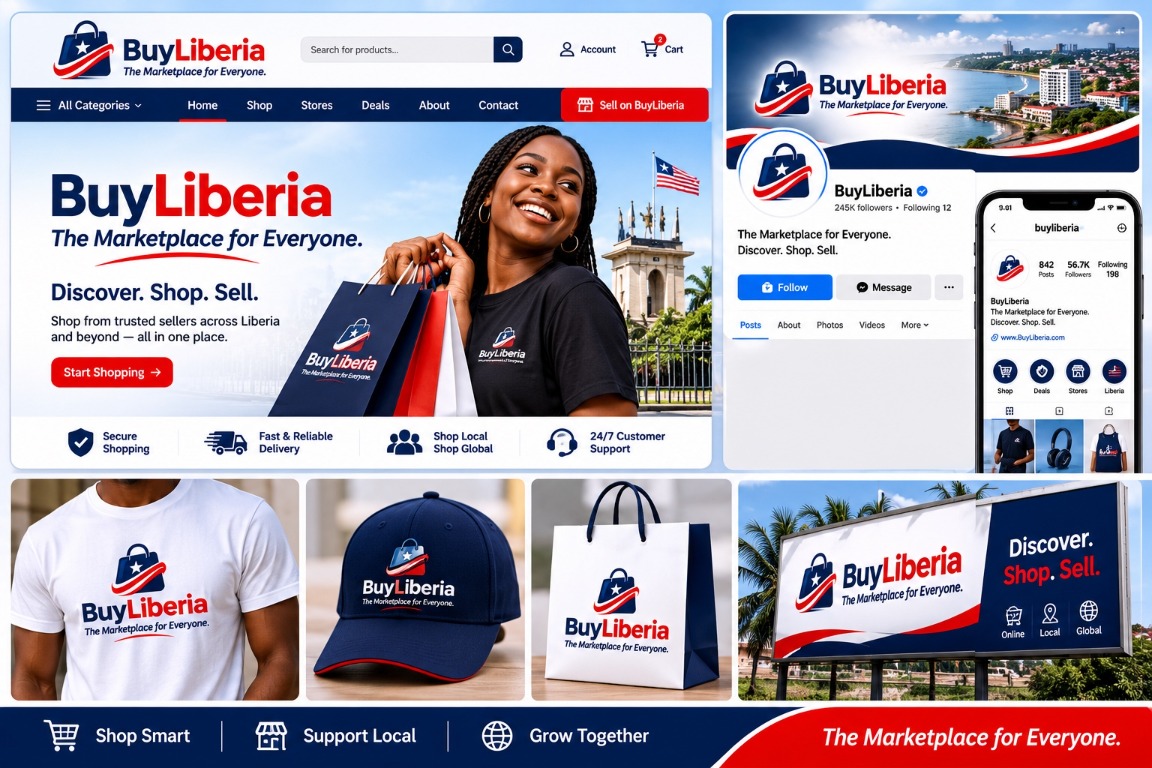 BuyLiberia
The Marketplace for Everyone.
Search for products...
Account
2
Cart
All Categories
Home
Shop
Stores
Deals
About
Contact
Sell on BuyLiberia
BuyLiberia
The Marketplace for Everyone.
Discover. Shop. Sell.
Shop from trusted sellers across Liberia
and beyond — all in one place.
Start Shopping →
BuyLiberia
The Marketplace for Everyone.
BuyLiberia
Secure
Shopping
Fast & Reliable
Delivery
Shop Local
Shop Global
24/7 Customer
Support
BuyLiberia
The Marketplace for Everyone.
BuyLiberia
245K followers • Following 12
The Marketplace for Everyone.
Discover. Shop. Sell.
Follow
Message
...
Posts
About
Photos
Videos
More
9:01
buyliberia
842
Posts
56.7K
Followers
Following
198
BuyLiberia
The Marketplace for Everyone.
Discover. Shop. Sell.
www.BuyLiberia.com
Shop
Deals
Stores
Liberia
BuyLiberia
The Marketplace for Everyone.
BuyLiberia
The Marketplace for Everyone.
BuyLiberia
The Marketplace for Everyone.
BuyLiberia
The Marketplace for Everyone.
Discover.
Shop. Sell.
Online
Local
Global
Shop Smart
Support Local
Grow Together
The Marketplace for Everyone.